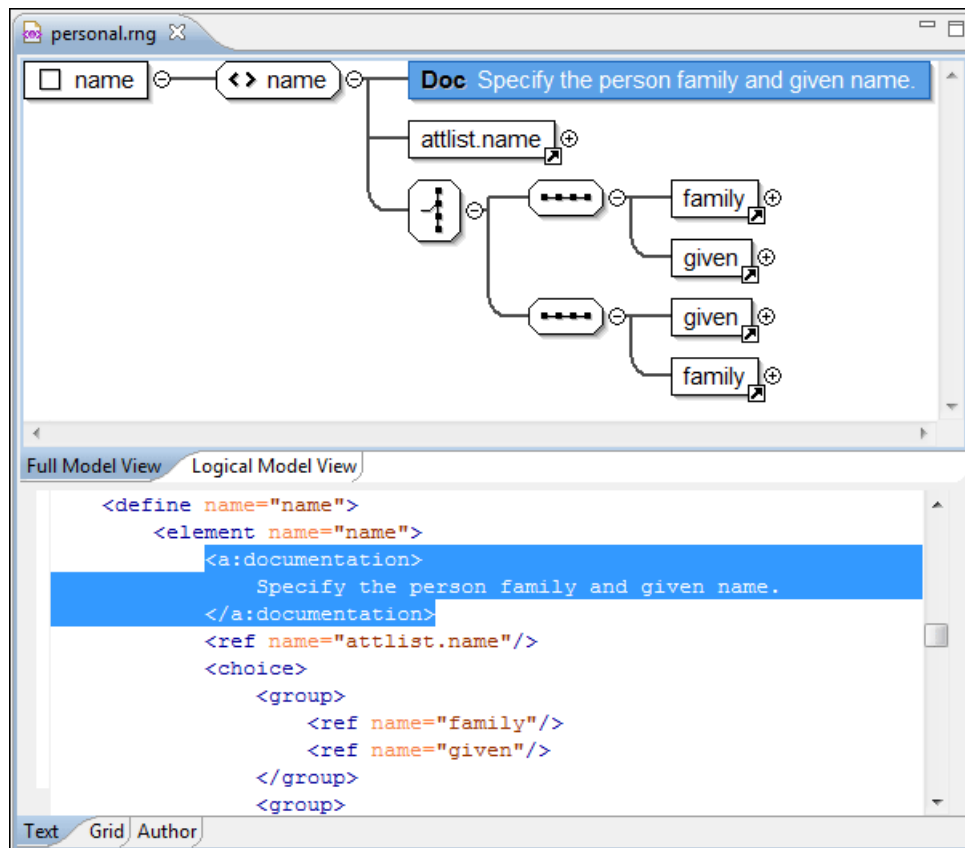 personal.rng
name
< > name
Doc Specify the person family and given name.
attlist.name
family
given
given
family
Full Model View Logical Model View
<define name="name">
<element name="name">
<a:documentation>
Specify the person family and given name.
</a:documentation>
<ref name="attlist.name"/>
<choice>
<group>
<ref name="family"/>
<ref name="given"/>
</group>
<group>
Text Grid Author